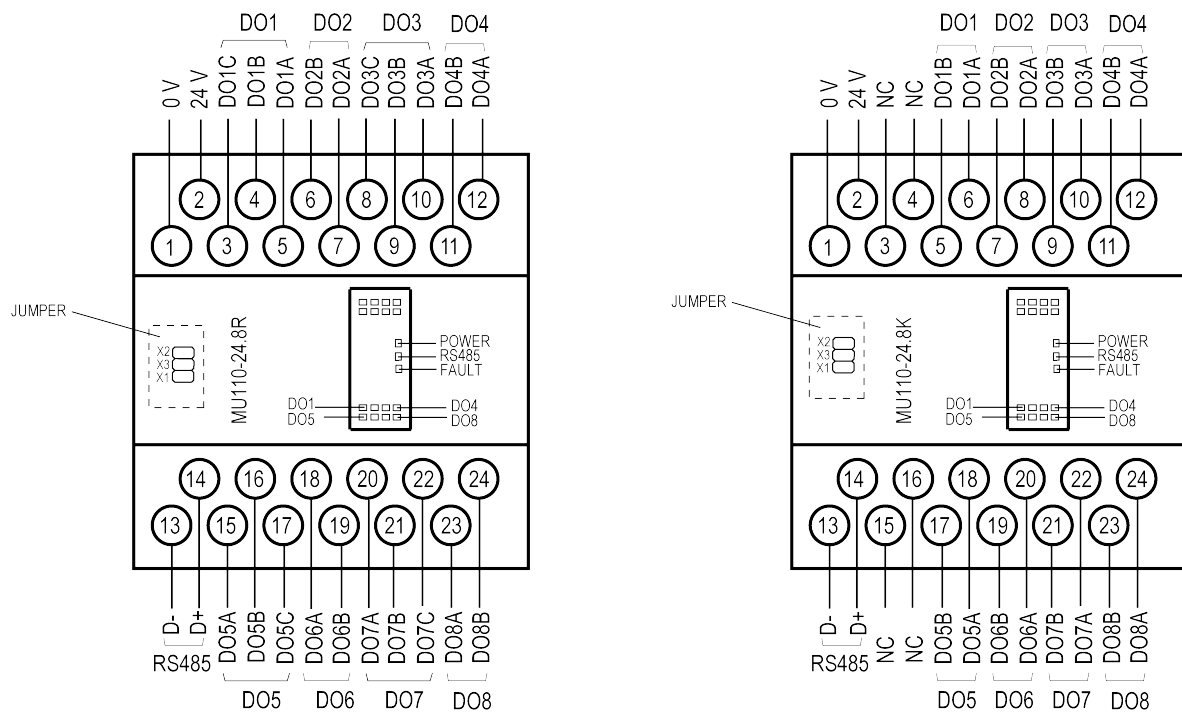 DO1 DO2 DO3 DO4
0 V 24 V DO1C DO1B DO1A DO2B DO2A DO3C DO3B DO3A DO4B DO4A
2 4 6 8 10 12
1 3 5 7 9 11
JUMPER
X2
X3
X1
MU110-24.8R
POWER
RS485
FAULT
DO1 DO4
DO5 DO8
14 16 18 20 22 24
13 15 17 19 21 23
D- D+ DO5A DO5B DO5C DO6A DO6B DO7A DO7B DO7C DO8A DO8B
RS485
DO5 DO6 DO7 DO8
DO1 DO2 DO3 DO4
0 V 24 V NC NC DO1B DO1A DO2B DO2A DO3B DO3A DO4B DO4A
2 4 6 8 10 12
1 3 5 7 9 11
JUMPER
X2
X3
X1
MU110-24.8K
POWER
RS485
FAULT
DO1 DO4
DO5 DO8
14 16 18 20 22 24
13 15 17 19 21 23
D- D+ NC NC DO5B DO5A DO6B DO6A DO7B DO7A DO8B DO8A
RS485
DO5 DO6 DO7 DO8